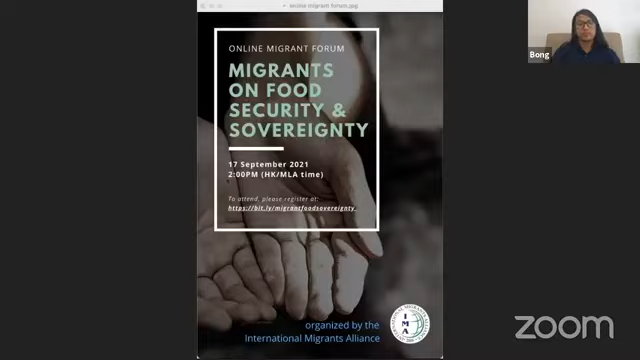 online migrant forum.jpg
ONLINE MIGRANT FORUM
MIGRANTS
ON FOOD
SECURITY &
SOVEREIGNTY
17 September 2021
2:00PM (HK/MLA time)
To attend, please register at:
https://bit.ly/migrantfoodsovereignty
organized by the
International Migrants Alliance
IMA
Bong
zoom